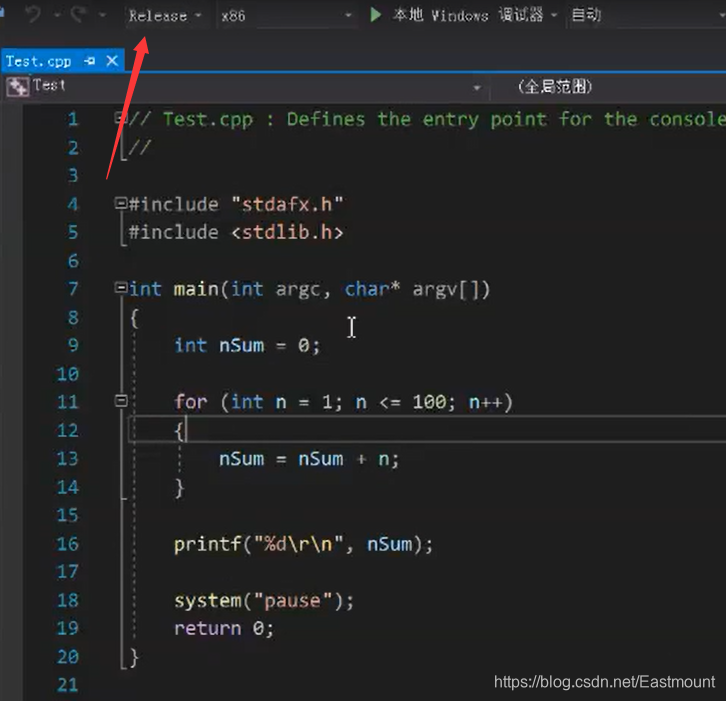 Release x86 本地 Windows 调试器 自动
Test.cpp
Test (全局范围)
1 // Test.cpp : Defines the entry point for the console
2 //
3
4 #include "stdafx.h"
5 #include <stdlib.h>
6
7 int main(int argc, char* argv[])
8 {
9 int nSum = 0;
10
11 for (int n = 1; n <= 100; n++)
12 {
13 nSum = nSum + n;
14 }
15
16 printf("%d\r\n", nSum);
17
18 system("pause");
19 return 0;
20 }
21
https://blog.csdn.net/Eastmount